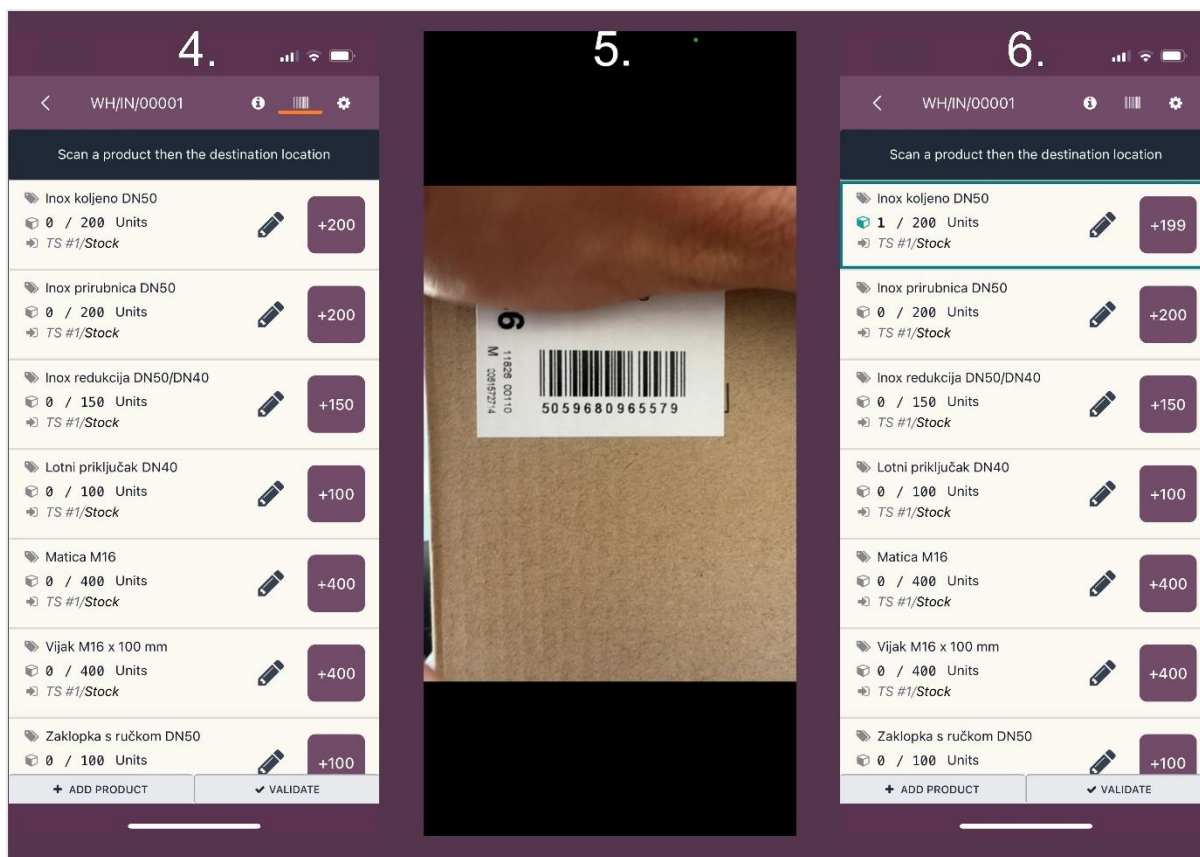 4.
WH/IN/00001
Scan a product then the destination location
Inox koljeno DN50
0 / 200 Units
+200
TS #1/Stock
Inox prirubnica DN50
0 / 200 Units
+200
TS #1/Stock
Inox redukcija DN50/DN40
0 / 150 Units
+150
TS #1/Stock
Lotni priključak DN40
0 / 100 Units
+100
TS #1/Stock
Matica M16
0 / 400 Units
+400
TS #1/Stock
Vijak M16 x 100 mm
0 / 400 Units
+400
TS #1/Stock
Zaklopka s ručkom DN50
0 / 100 Units
+100
+ ADD PRODUCT
VALIDATE
5.
M
11826 00110
0061572714
5059680965579
6.
WH/IN/00001
Scan a product then the destination location
Inox koljeno DN50
1 / 200 Units
+199
TS #1/Stock
Inox prirubnica DN50
0 / 200 Units
+200
TS #1/Stock
Inox redukcija DN50/DN40
0 / 150 Units
+150
TS #1/Stock
Lotni priključak DN40
0 / 100 Units
+100
TS #1/Stock
Matica M16
0 / 400 Units
+400
TS #1/Stock
Vijak M16 x 100 mm
0 / 400 Units
+400
TS #1/Stock
Zaklopka s ručkom DN50
0 / 100 Units
+100
+ ADD PRODUCT
VALIDATE